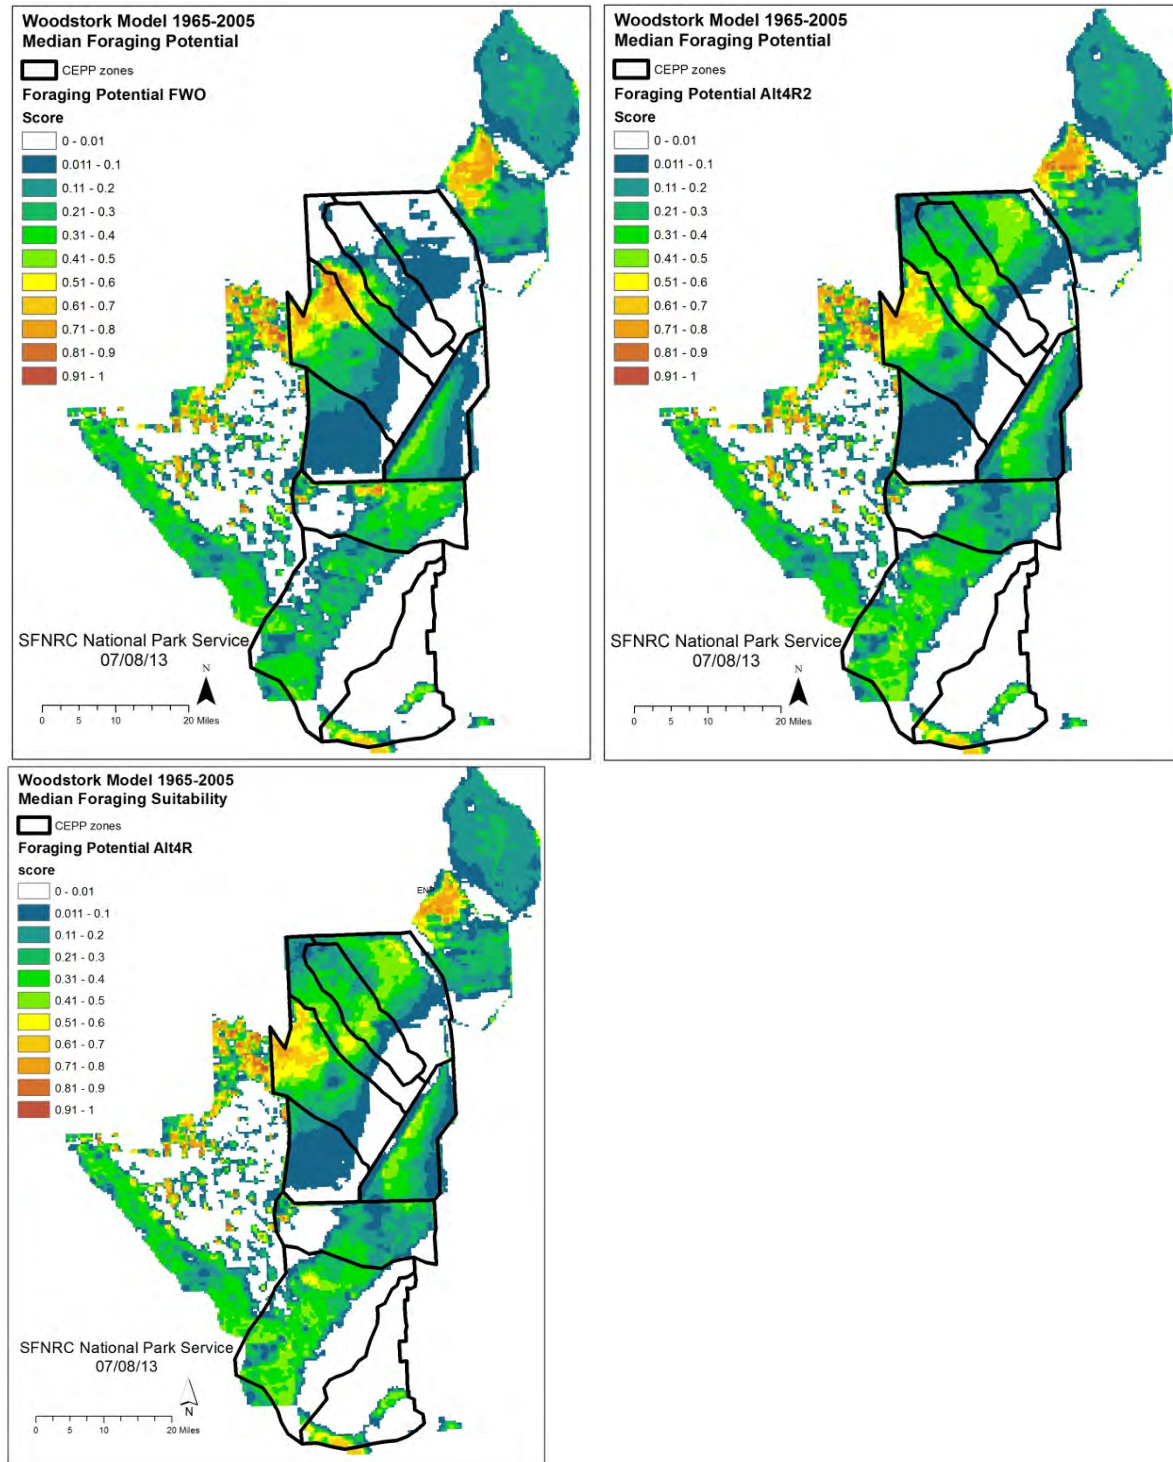 Woodstork Model 1965-2005
Median Foraging Potential
CEPP zones
Foraging Potential FWO
Score
0 - 0.01
0.011 - 0.1
0.11 - 0.2
0.21 - 0.3
0.31 - 0.4
0.41 - 0.5
0.51 - 0.6
0.61 - 0.7
0.71 - 0.8
0.81 - 0.9
0.91 - 1
SFNRC National Park Service
07/08/13
N
0 5 10 20 Miles
Woodstork Model 1965-2005
Median Foraging Potential
CEPP zones
Foraging Potential Alt4R2
Score
0 - 0.01
0.011 - 0.1
0.11 - 0.2
0.21 - 0.3
0.31 - 0.4
0.41 - 0.5
0.51 - 0.6
0.61 - 0.7
0.71 - 0.8
0.81 - 0.9
0.91 - 1
SFNRC National Park Service
07/08/13
N
0 5 10 20 Miles
Woodstork Model 1965-2005
Median Foraging Suitability
CEPP zones
Foraging Potential Alt4R
score
0 - 0.01
0.011 - 0.1
0.11 - 0.2
0.21 - 0.3
0.31 - 0.4
0.41 - 0.5
0.51 - 0.6
0.61 - 0.7
0.71 - 0.8
0.81 - 0.9
0.91 - 1
SFNRC National Park Service
07/08/13
N
0 5 10 20 Miles